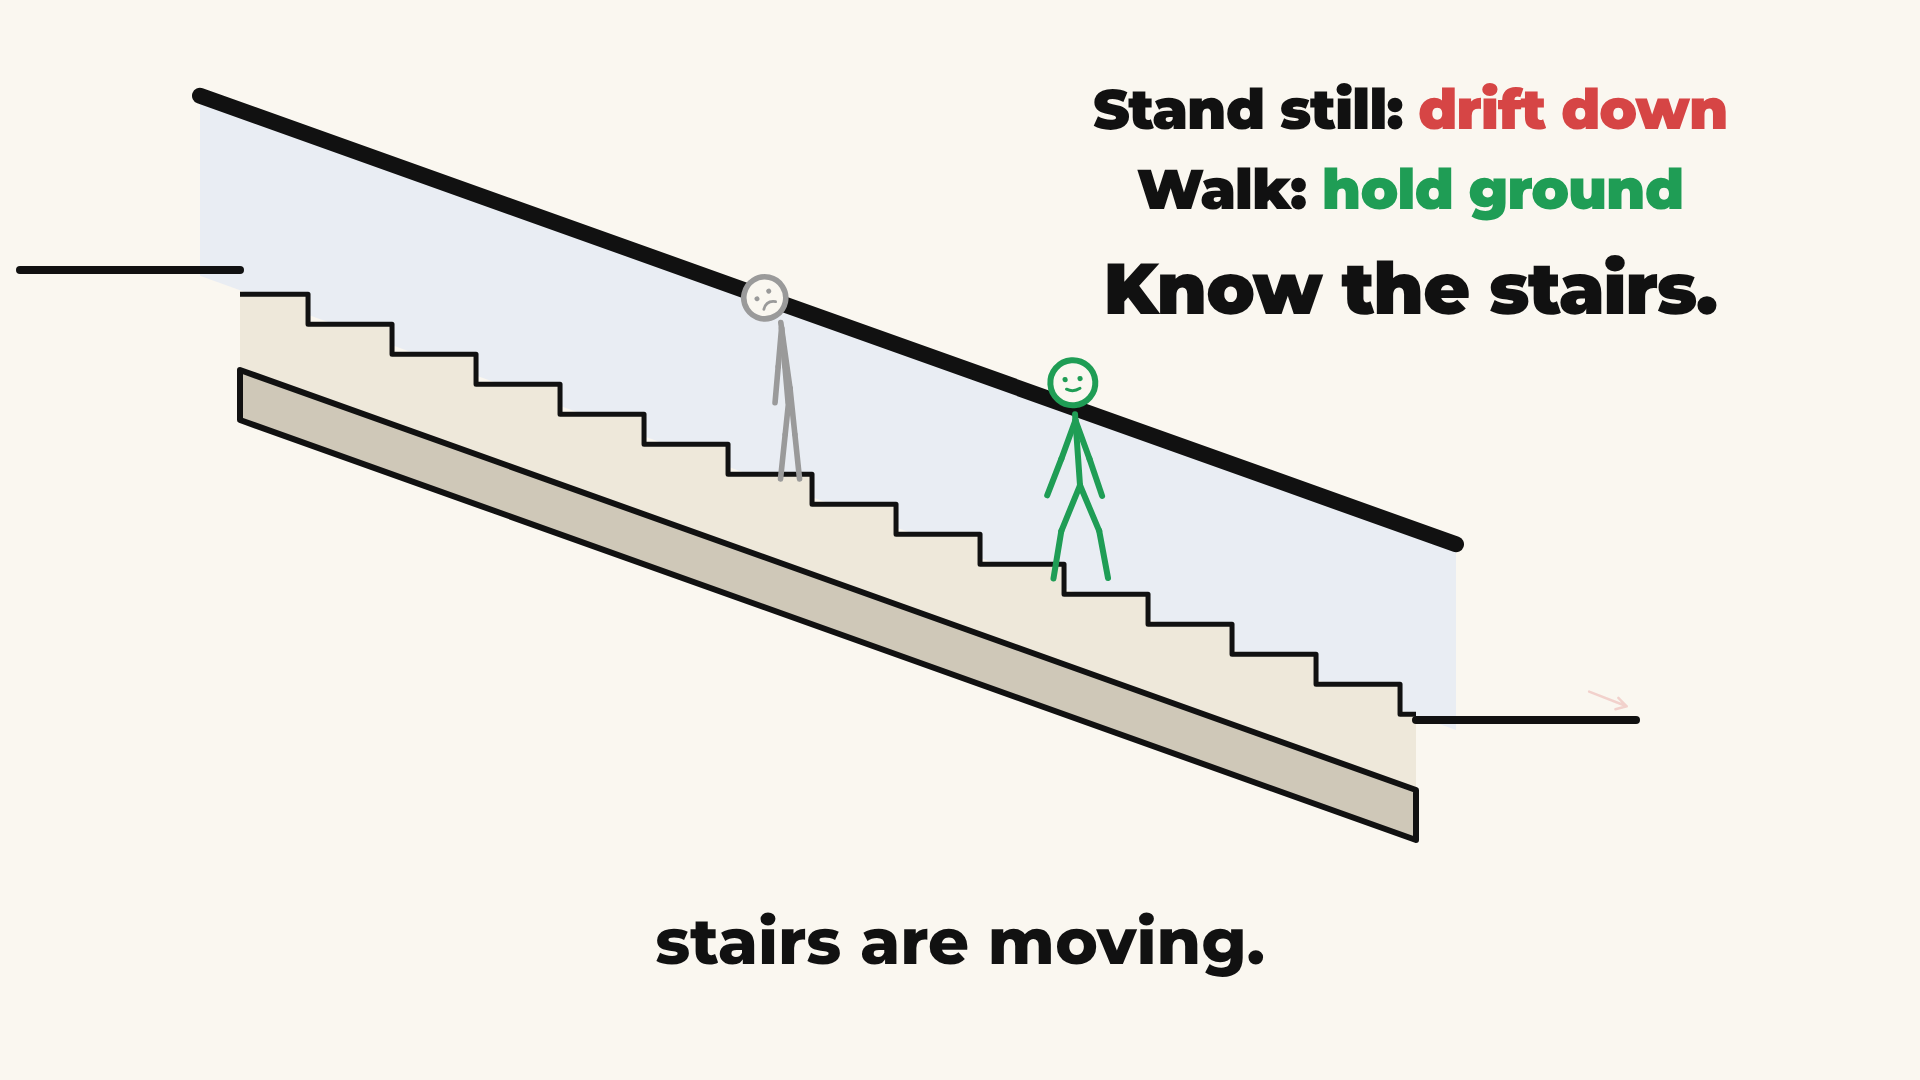 Stand still: drift down
Walk: hold ground
Know the stairs.
stairs are moving.